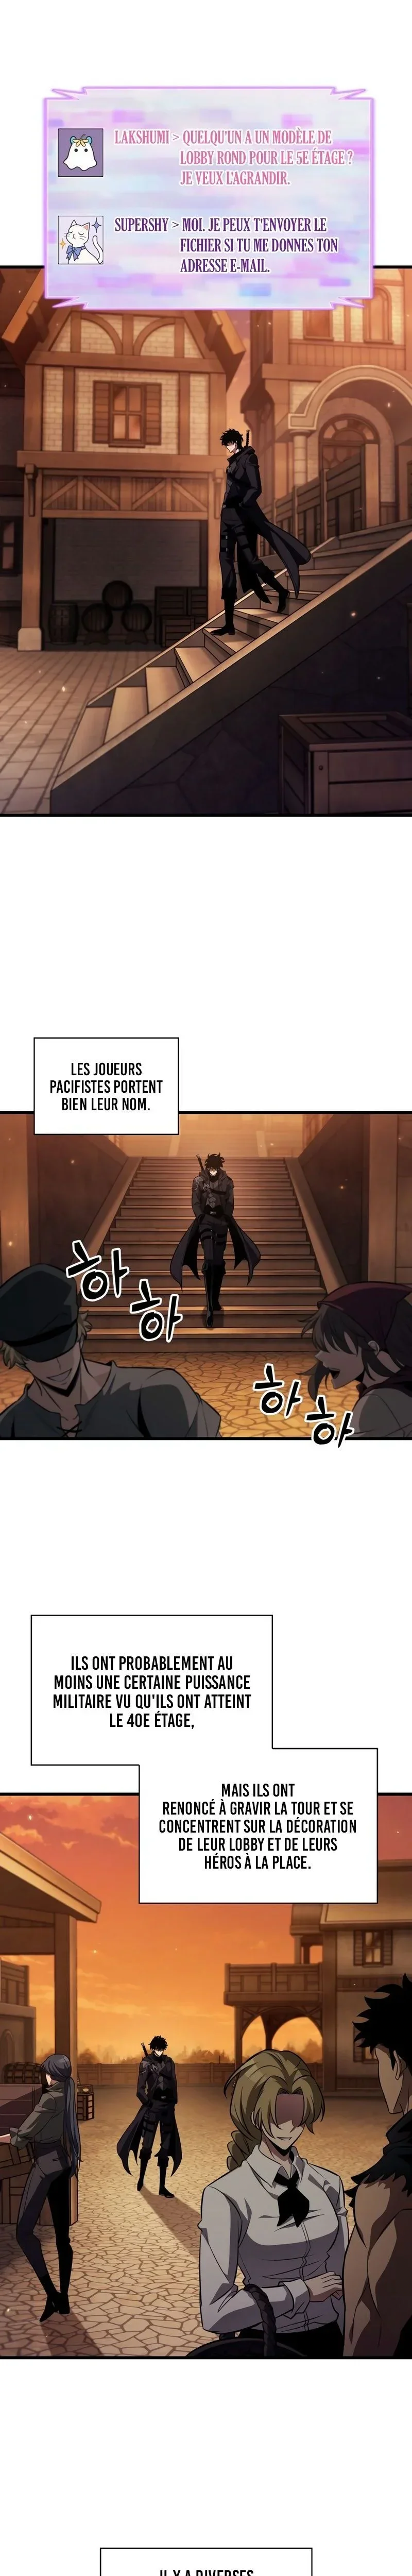 LAKSHUMI > QUELQU'UN A UN MODÈLE DE
LOBBY ROND POUR LE 5E ÉTAGE ?
JE VEUX L'AGRANDIR.
SUPERSHY > MOI. JE PEUX T'ENVOYER LE
FICHIER SI TU ME DONNES TON
ADRESSE E-MAIL.
LES JOUEURS
PACIFISTES PORTENT
BIEN LEUR NOM.
하
하
하
하
ILS ONT PROBABLEMENT AU
MOINS UNE CERTAINE PUISSANCE
MILITAIRE VU QU'ILS ONT ATTEINT
LE 40E ÉTAGE,
MAIS ILS ONT
RENONCÉ À GRAVIR LA TOUR ET SE
CONCENTRENT SUR LA DÉCORATION
DE LEUR LOBBY ET DE LEURS
HÉROS À LA PLACE.
IL Y A DIVERSES